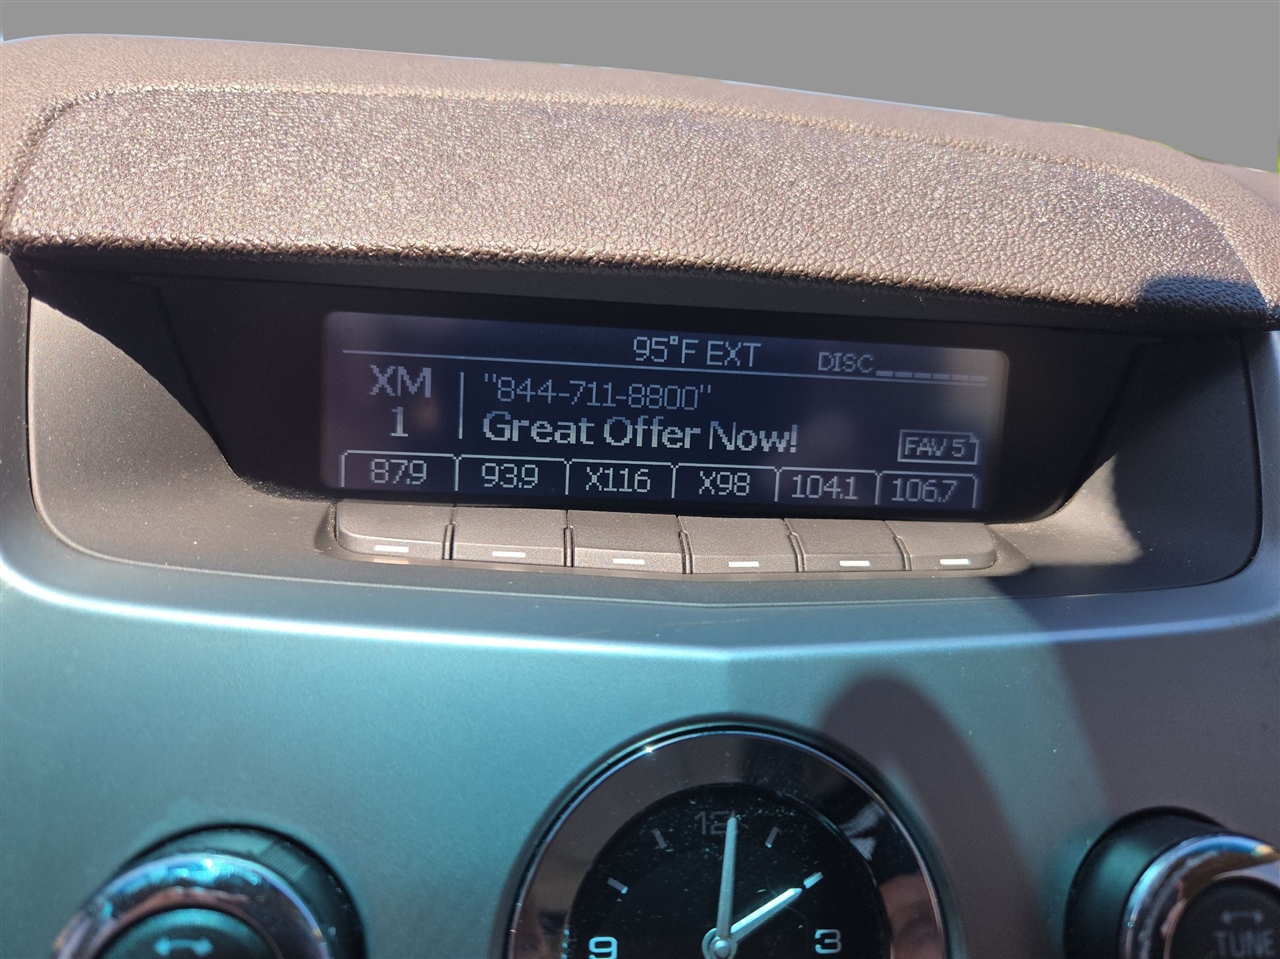 95°F EXT DISC
XM "844-711-8800"
1 Great Offer Now!
FAV 5
87.9 93.9 X116 X98 104.1 106.7
12
9 3
TUNE